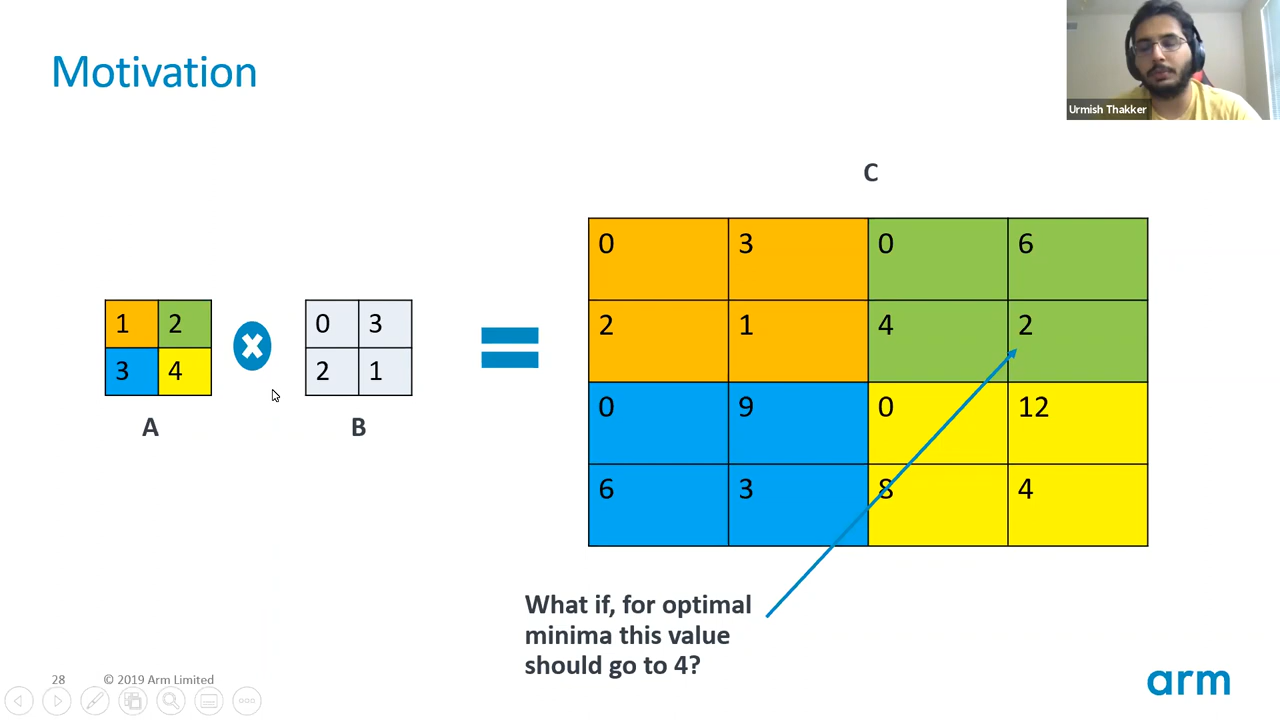 Motivation
Urmish Thakker
C
0 3 0 6
2 1 4 2
0 9 0 12
6 3 8 4
1 2
3 4
A
0 3
2 1
B
What if, for optimal
minima this value
should go to 4?
28 © 2019 Arm Limited
arm